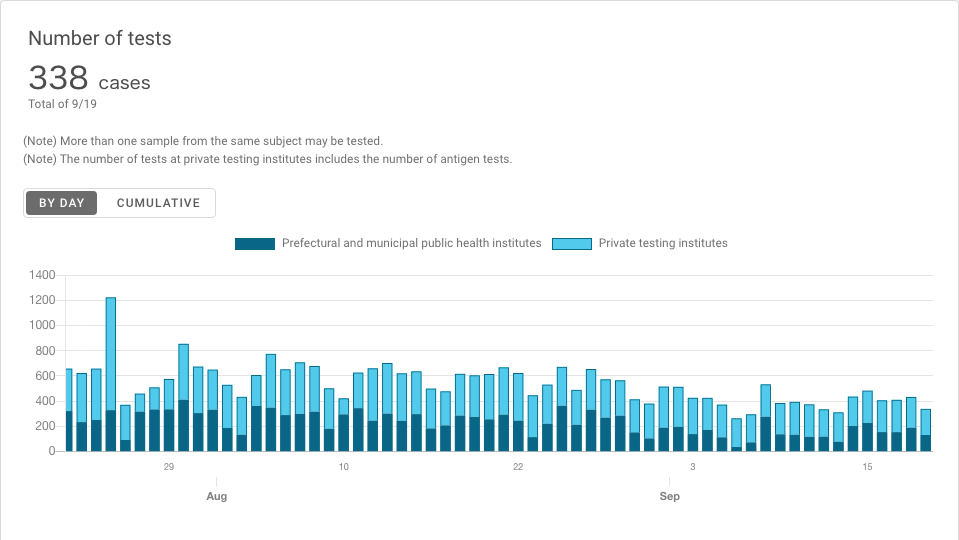 Number of tests
338 cases
Total of 9/19
(Note) More than one sample from the same subject may be tested.
(Note) The number of tests at private testing institutes includes the number of antigen tests.
BY DAY CUMULATIVE
Prefectural and municipal public health institutes Private testing institutes
1400
1200
1000
800
600
400
200
0
29 10 22 3 15
Aug Sep